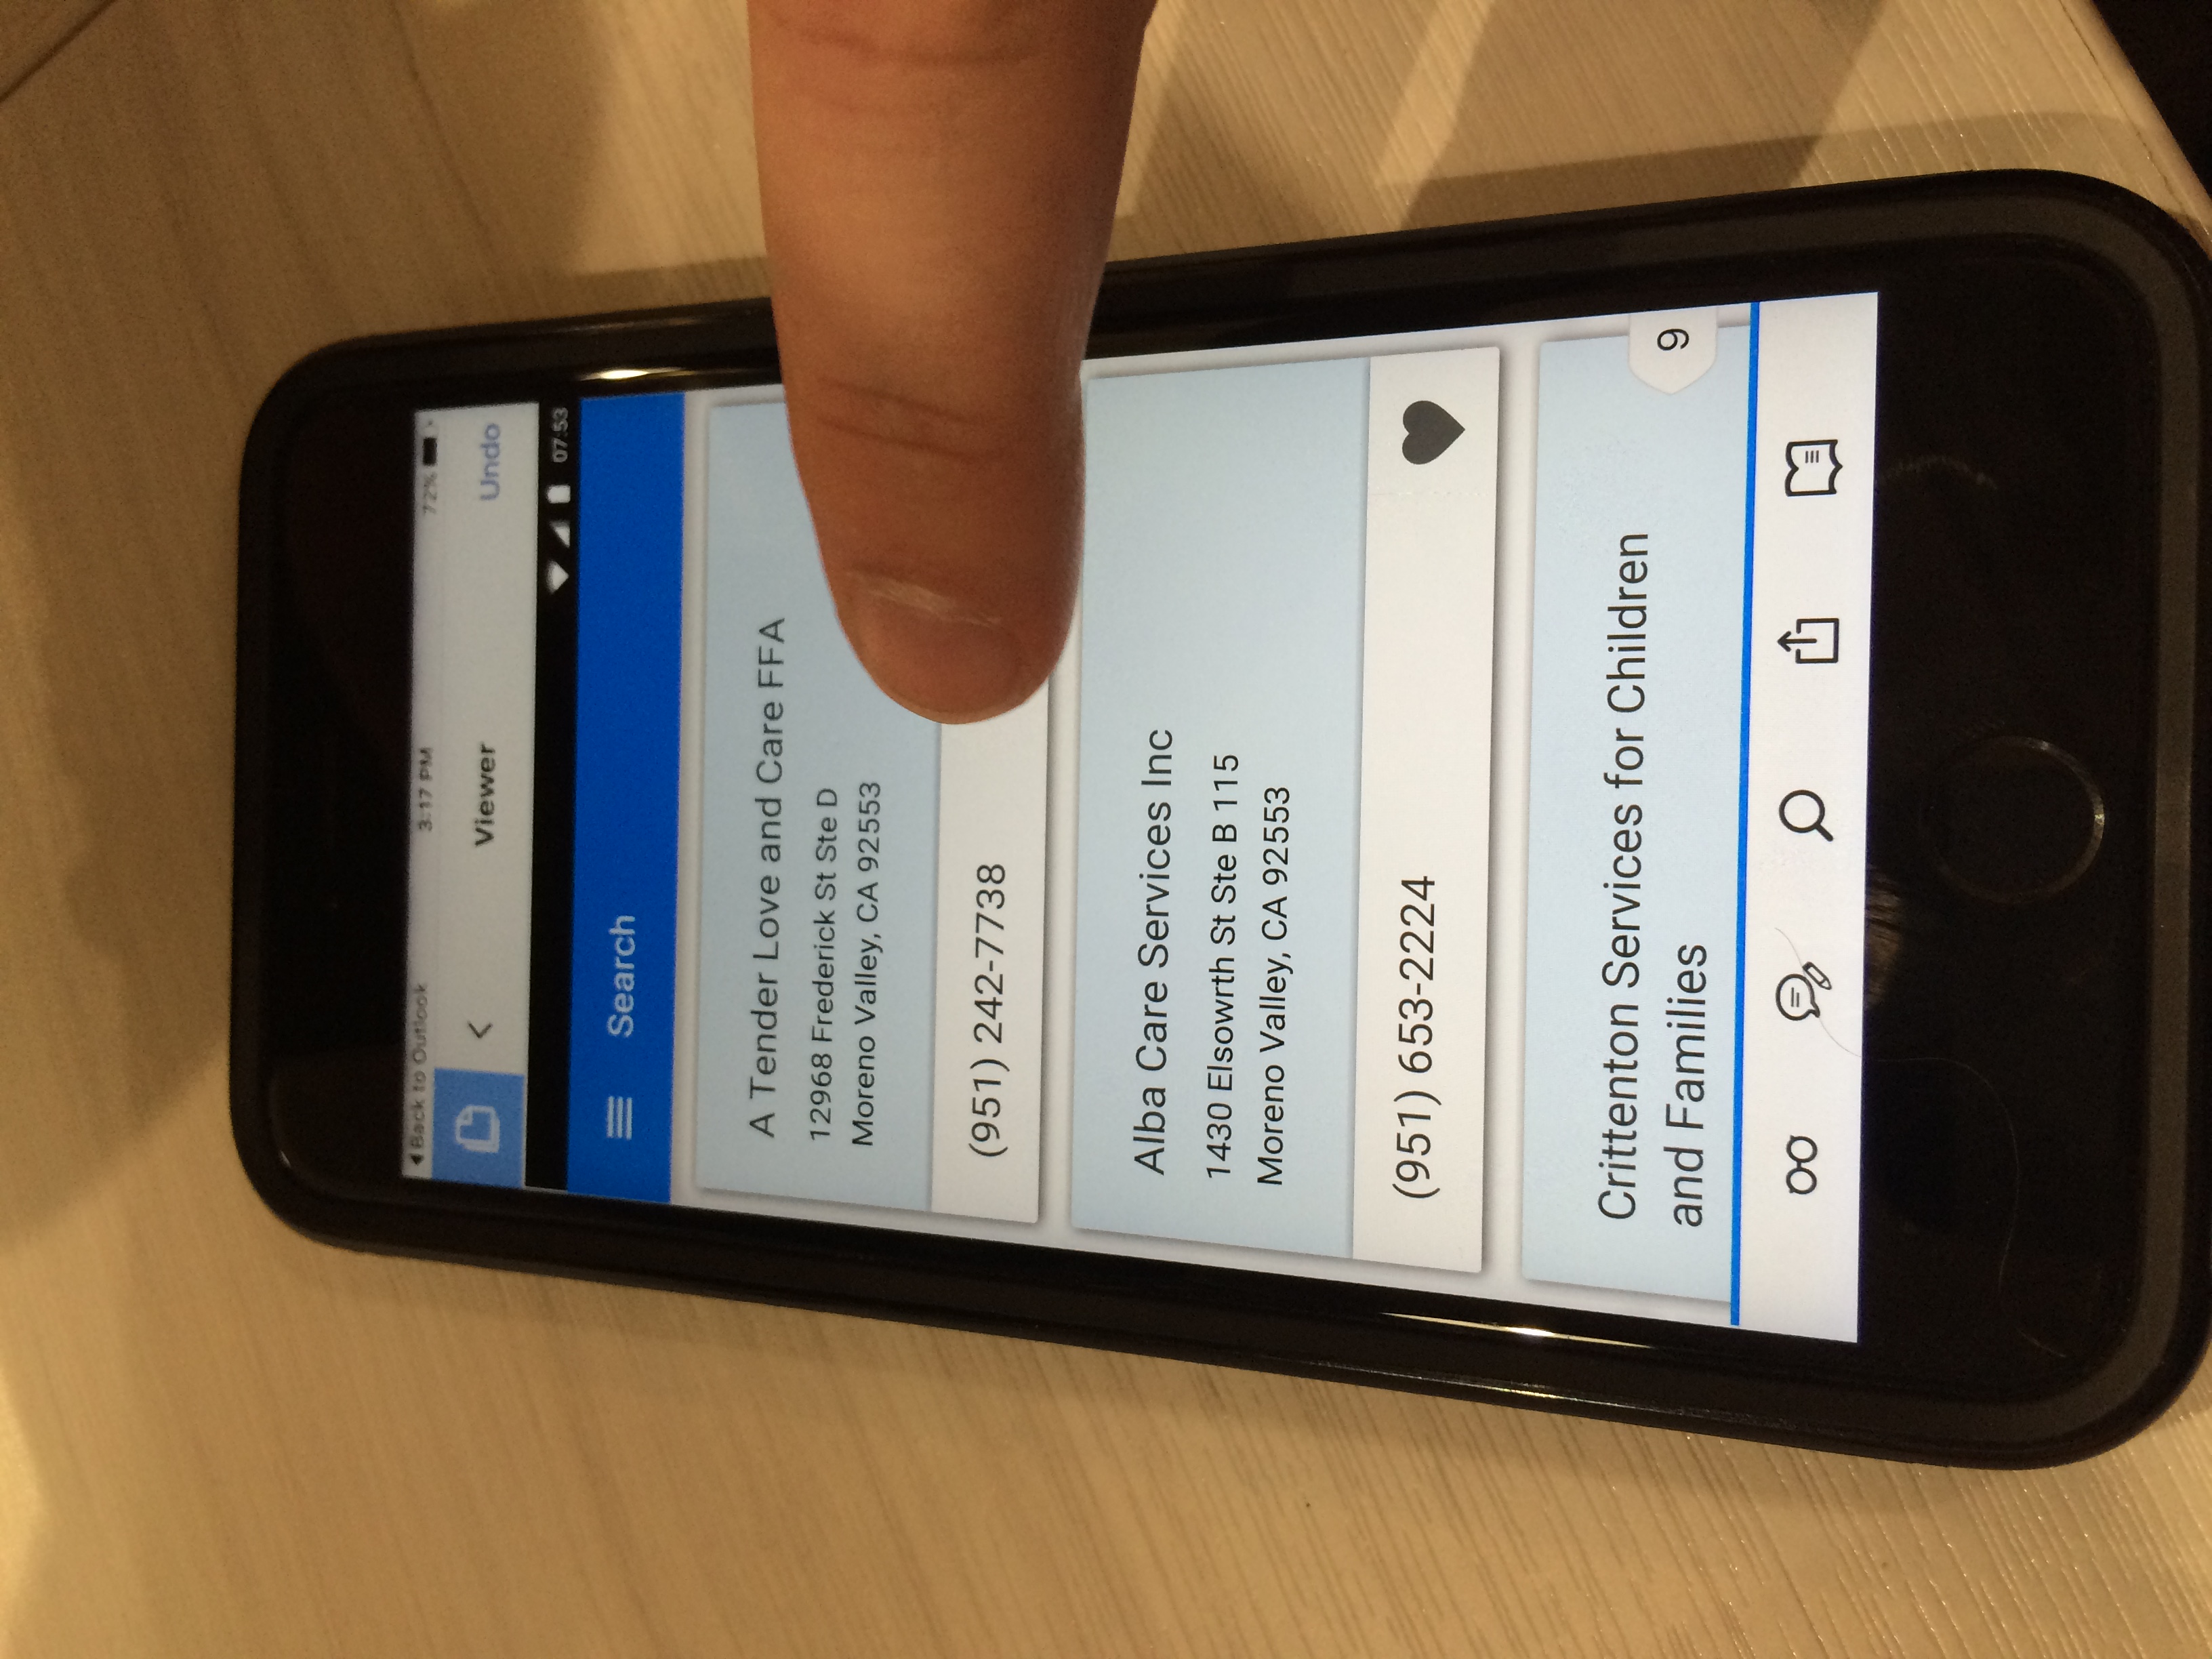 Back to Outlook 3:17 PM 72%
Viewer Undo
07:53
Search
A Tender Love and Care FFA
12968 Frederick St Ste D
Moreno Valley, CA 92553
(951) 242-7738
Alba Care Services Inc
1430 Elsowrth St Ste B 115
Moreno Valley, CA 92553
(951) 653-2224
Crittenton Services for Children
and Families
9